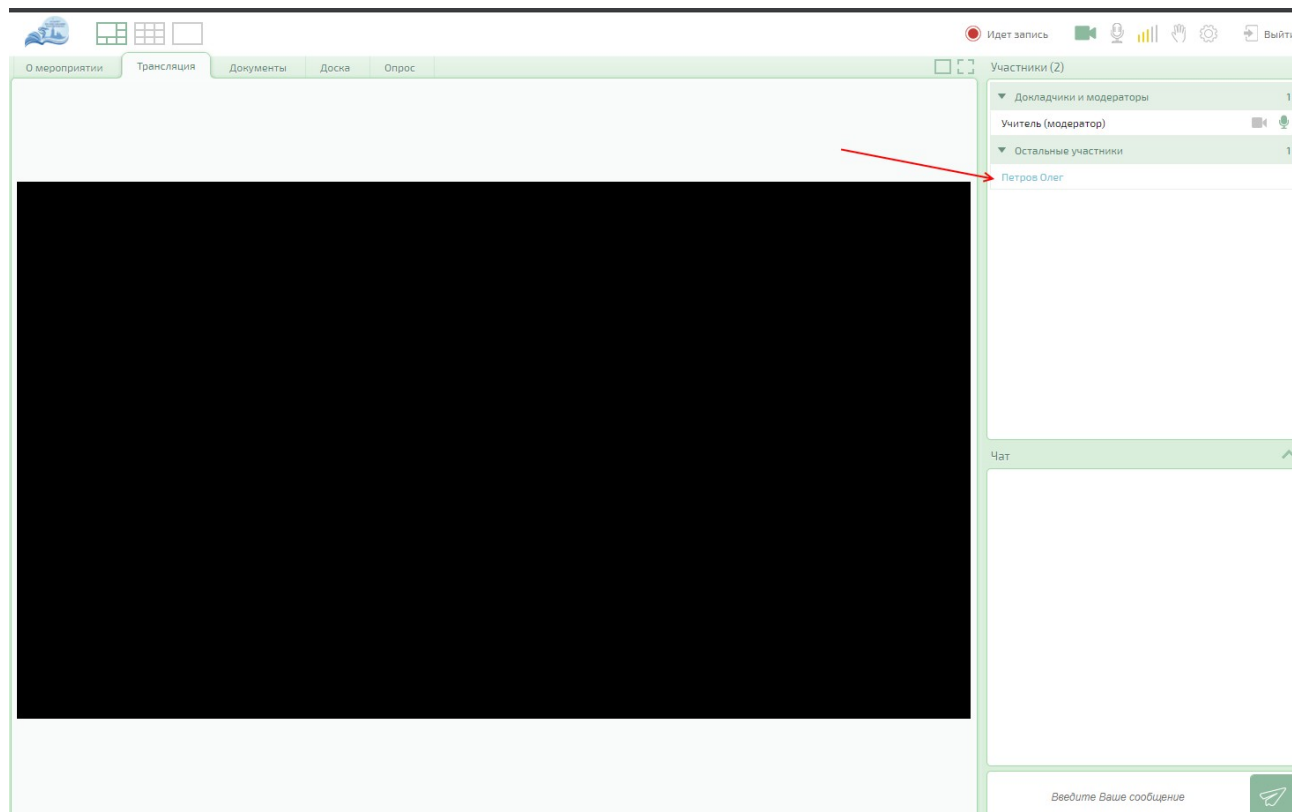 Идет запись
Выйти
О мероприятии Трансляция Документы Доска Опрос
Участники (2)
Докладчики и модераторы 1
Учитель (модератор)
Остальные участники 1
Петров Олег
Чат
Введите Ваше сообщение